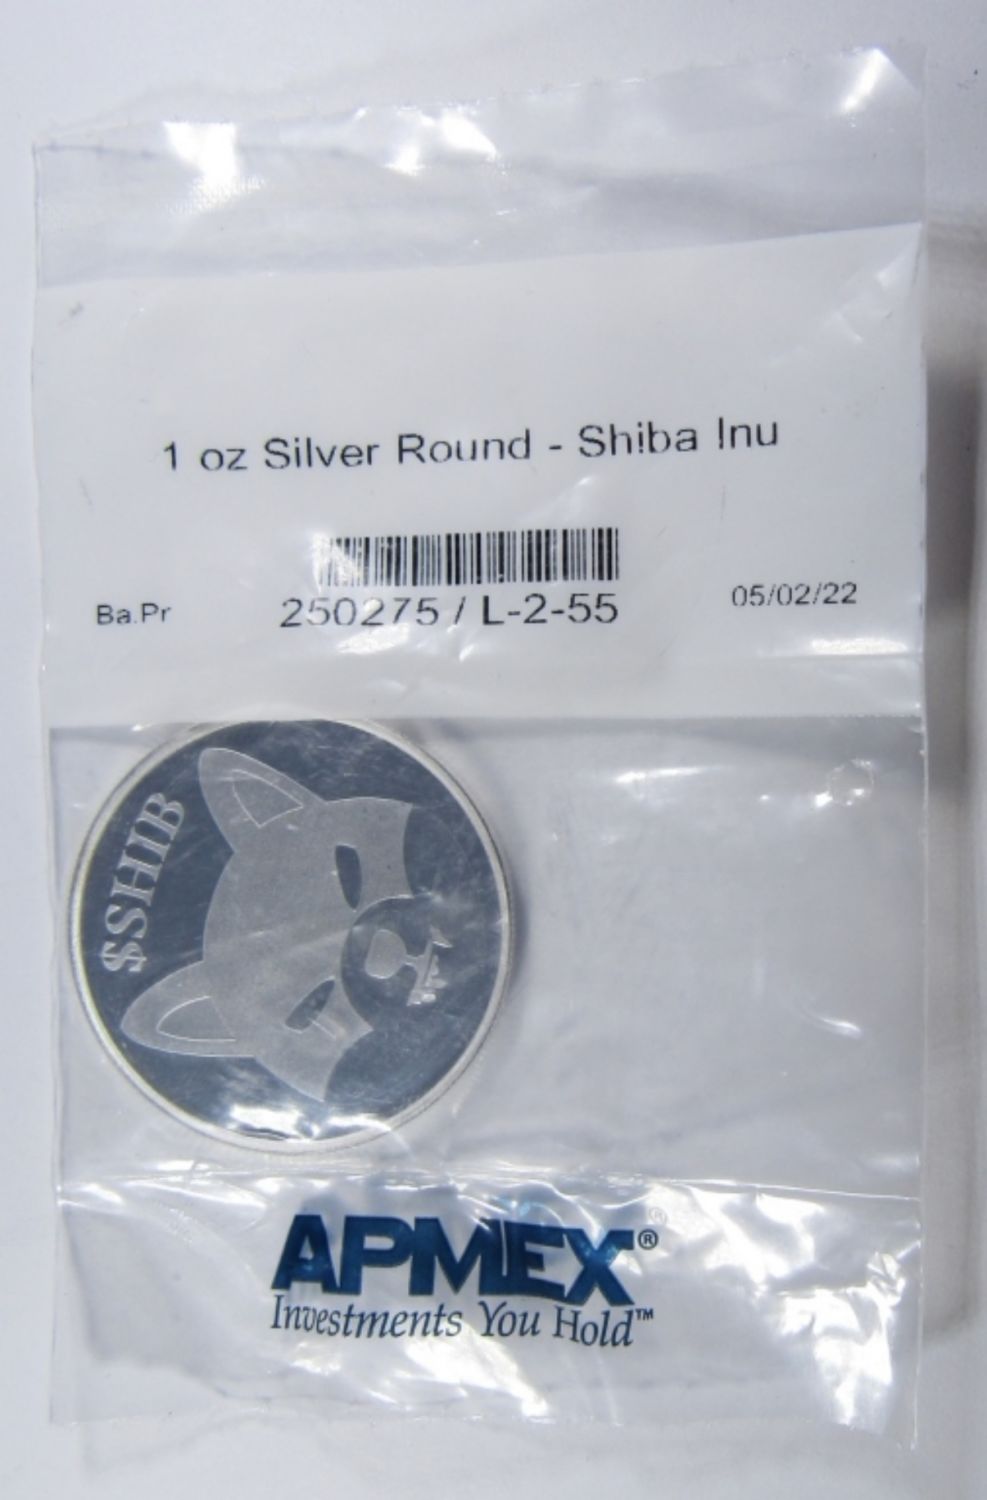 1 oz Silver Round - Shiba Inu
Ba.Pr
250275 / L-2-55
05/02/22
$SHIB
APMEX®
Investments You Hold™